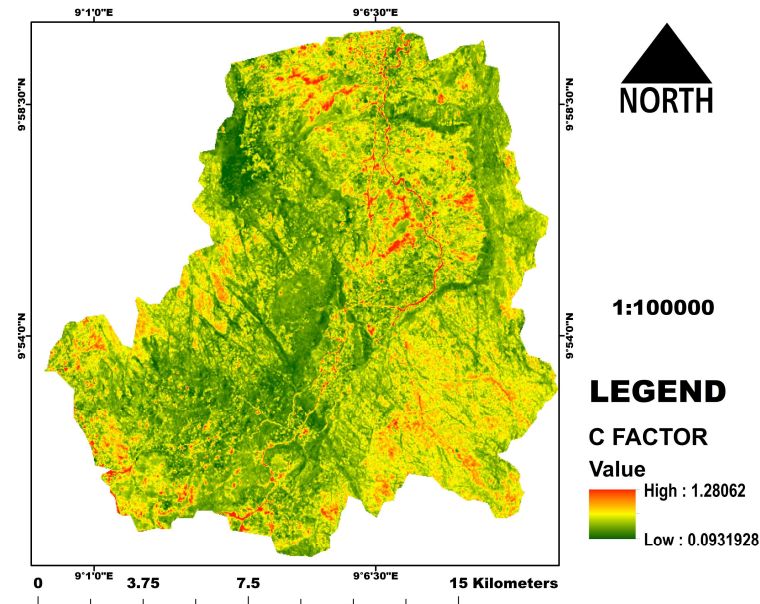 9°1'0"E 9°6'30"E
9°58'30"N 9°58'30"N
NORTH
1:100000
9°54'0"N 9°54'0"N
LEGEND
C FACTOR
Value
High : 1.28062
Low : 0.0931928
9°1'0"E 9°6'30"E
0 3.75 7.5 15 Kilometers